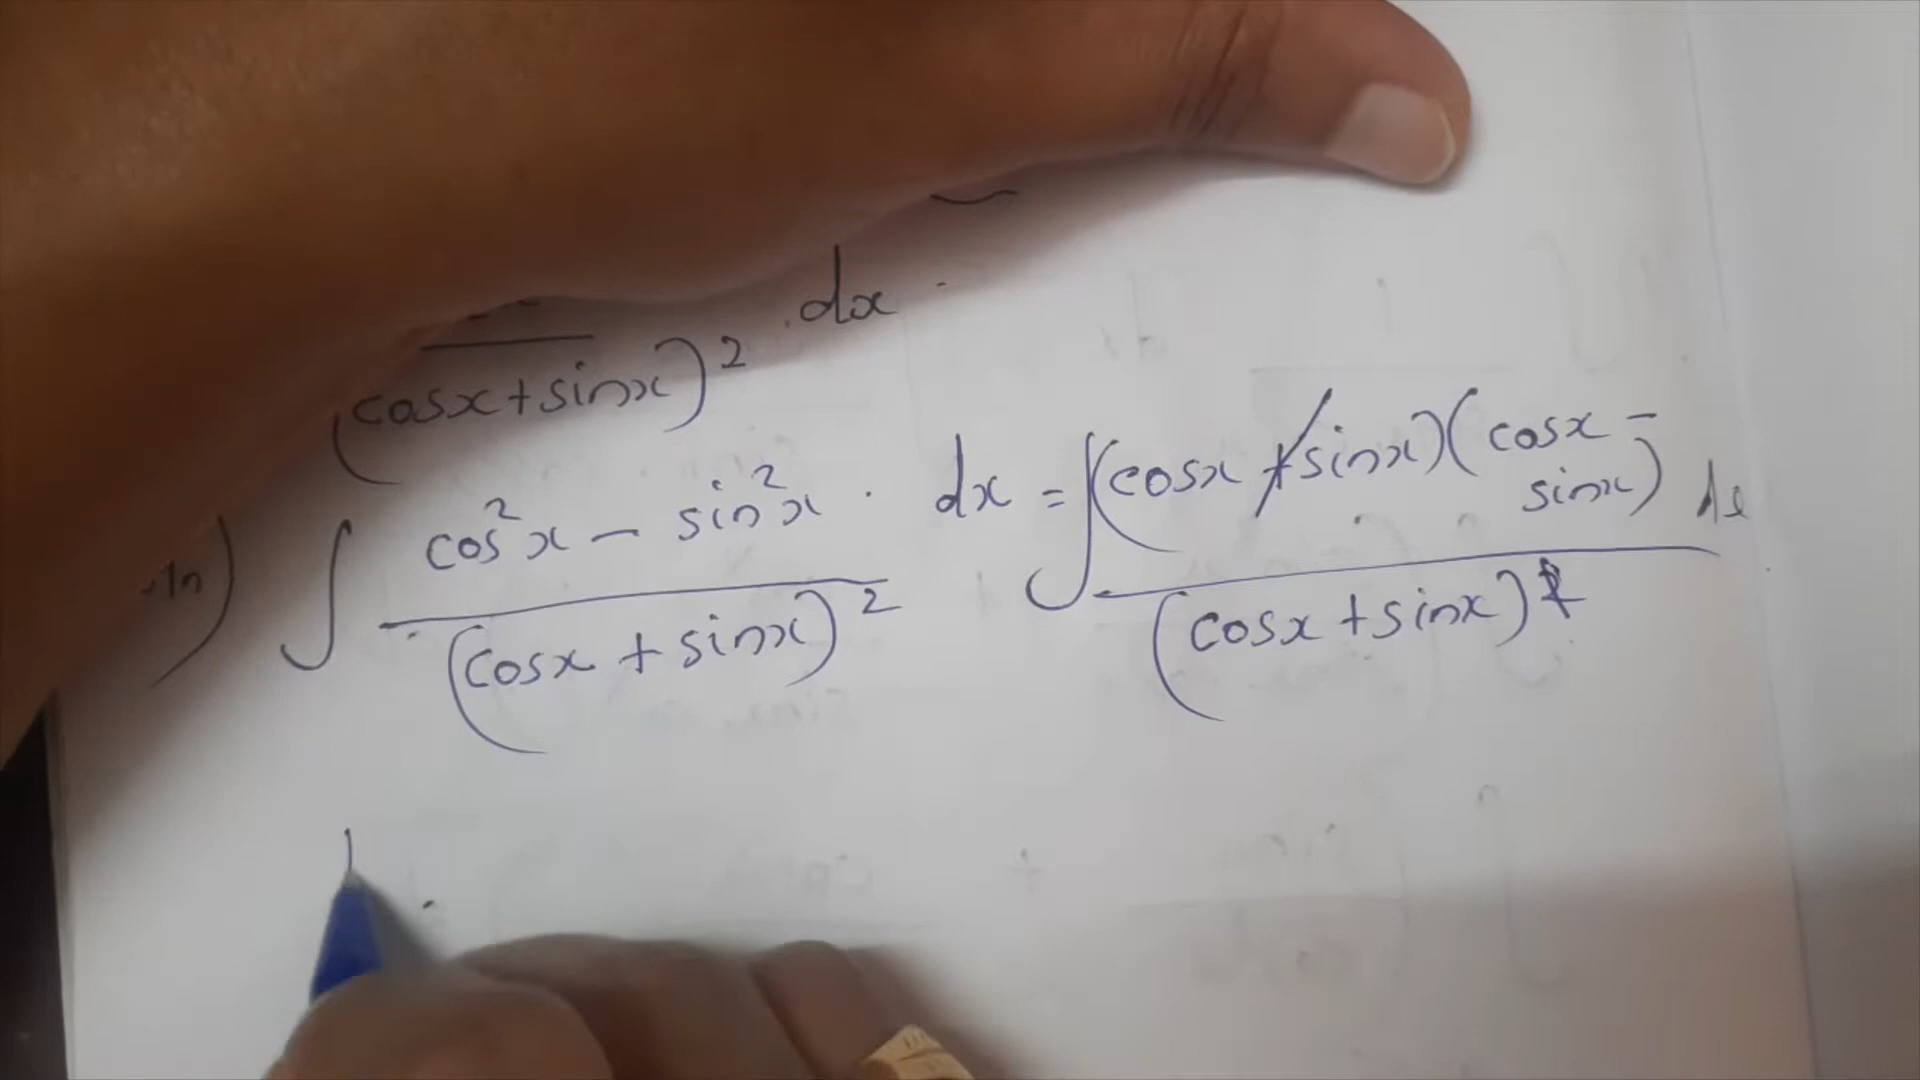 dx
(cosx+sinx)²
∫ cos²x − sin²x . dx = ∫ (cosx + sinx)(cosx − sinx) dx
(cosx + sinx)² (cosx + sinx)²